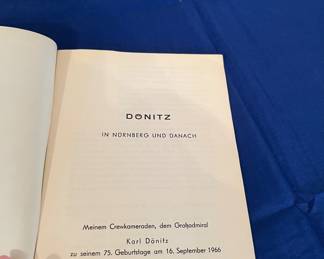 DÖNITZ
IN NÜRNBERG UND DANACH
Meinem Crewkameraden, dem Großadmiral
Karl Dönitz
zu seinem 75. Geburtstage am 16. September 1966